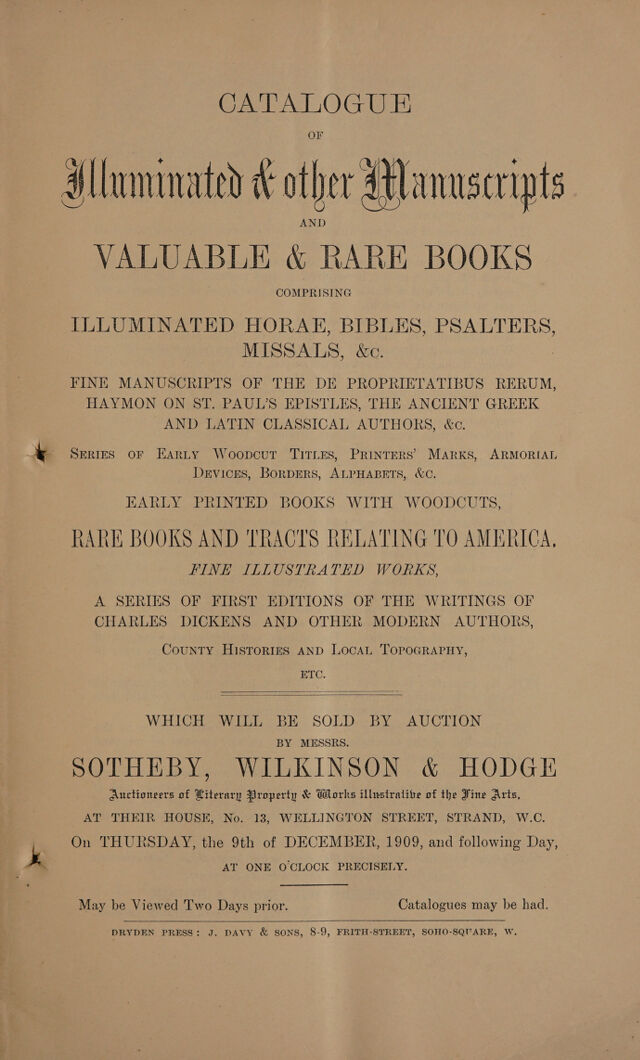 CATALOGUE
OF
Illuminated & other Manuscripts
AND
VALUABLE & RARE BOOKS
COMPRISING
ILLUMINATED HORAE, BIBLES, PSALTERS,
MISSALS, &c.
FINE MANUSCRIPTS OF THE DE PROPRIETATIBUS RERUM,
HAYMON ON ST. PAUL'S EPISTLES, THE ANCIENT GREEK
AND LATIN CLASSICAL AUTHORS, &c.
SERIES OF EARLY WOODCUT TITLES, PRINTERS' MARKS, ARMORIAL
DEVICES, BORDERS, ALPHABETS, &c.
EARLY PRINTED BOOKS WITH WOODCUTS,
RARE BOOKS AND TRACTS RELATING TO AMERICA,
FINE ILLUSTRATED WORKS,
A SERIES OF FIRST EDITIONS OF THE WRITINGS OF
CHARLES DICKENS AND OTHER MODERN AUTHORS,
COUNTY HISTORIES AND LOCAL TOPOGRAPHY,
ETC.
WHICH WILL BE SOLD BY AUCTION
BY MESSRS.
SOTHEBY, WILKINSON & HODGE
Auctioneers of Literary Property & Works illustrative of the Fine Arts,
AT THEIR HOUSE, No. 13, WELLINGTON STREET, STRAND, W.C.
On THURSDAY, the 9th of DECEMBER, 1909, and following Day,
AT ONE O'CLOCK PRECISELY.
May be Viewed Two Days prior. Catalogues may be had.
DRYDEN PRESS: J. DAVY & SONS, 8-9, FRITH-STREET, SOHO-SQUARE, W.